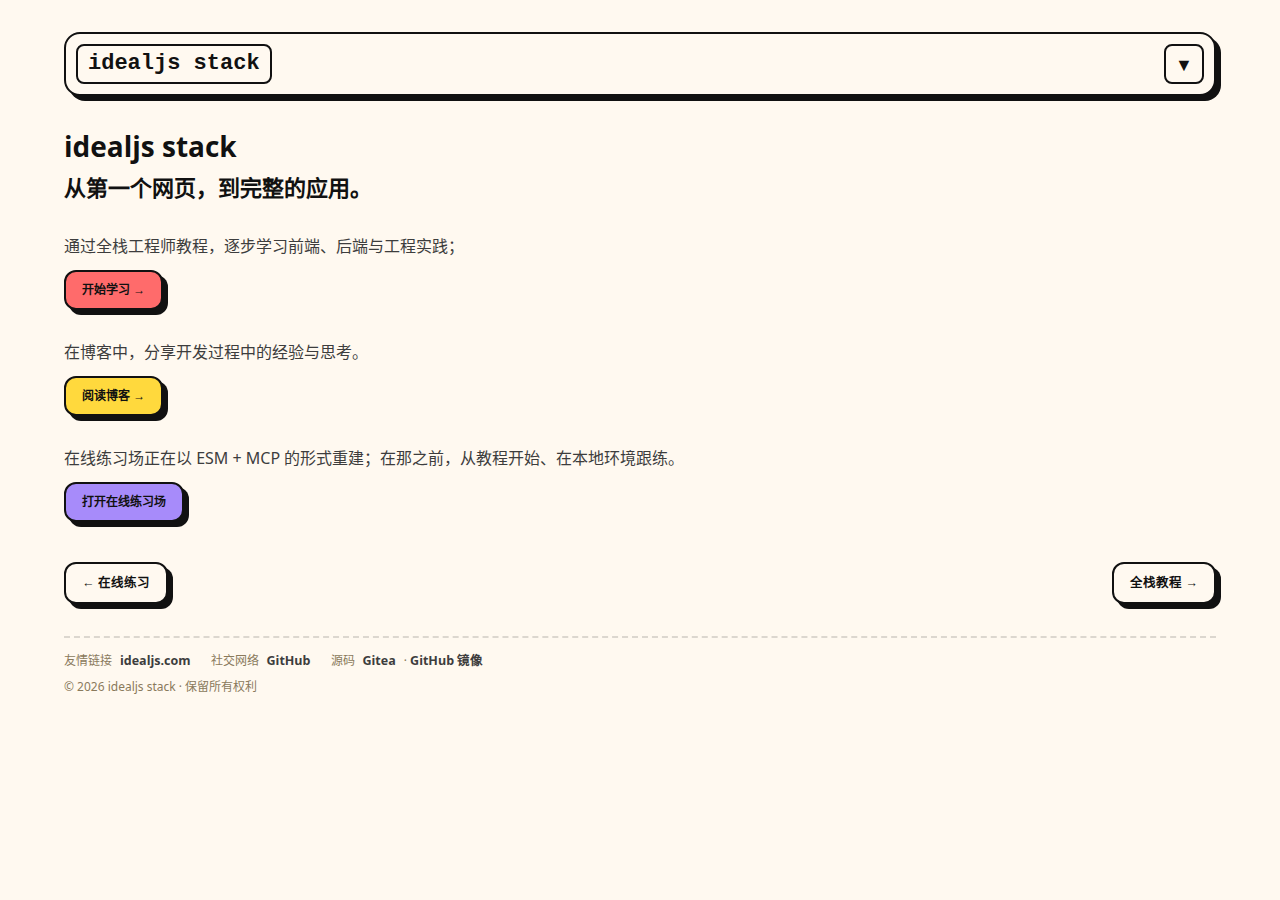 idealjs stack
▼
idealjs stack
从第一个网页，到完整的应用。
通过全栈工程师教程，逐步学习前端、后端与工程实践；
开始学习 →
在博客中，分享开发过程中的经验与思考。
阅读博客 →
在线练习场正在以 ESM + MCP 的形式重建；在那之前，从教程开始、在本地环境跟练。
打开在线练习场
← 在线练习
全栈教程 →
友情链接 idealjs.com 社交网络 GitHub 源码 Gitea · GitHub 镜像
© 2026 idealjs stack · 保留所有权利